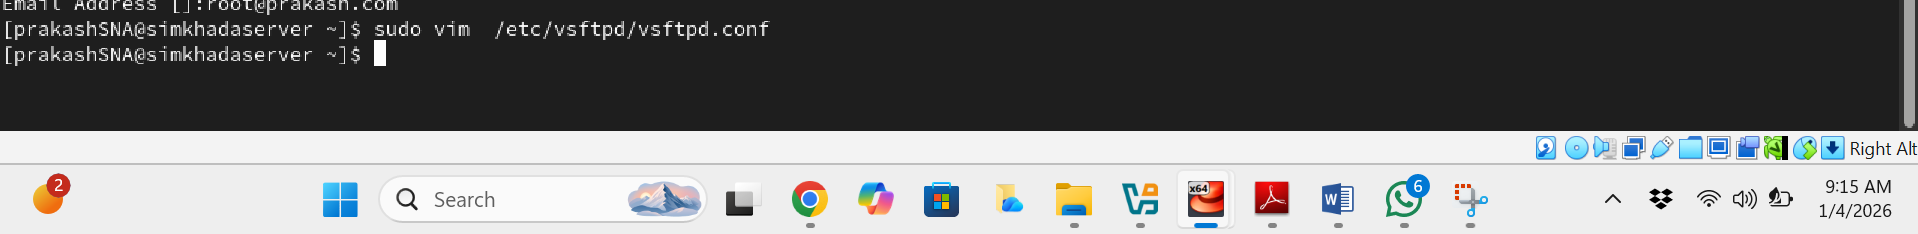 Email Address []:root@prakash.com
[prakashSNA@simkhadaserver ~]$ sudo vim  /etc/vsftpd/vsftpd.conf
[prakashSNA@simkhadaserver ~]$
Right Alt
2
Search
x64
6
9:15 AM
1/4/2026